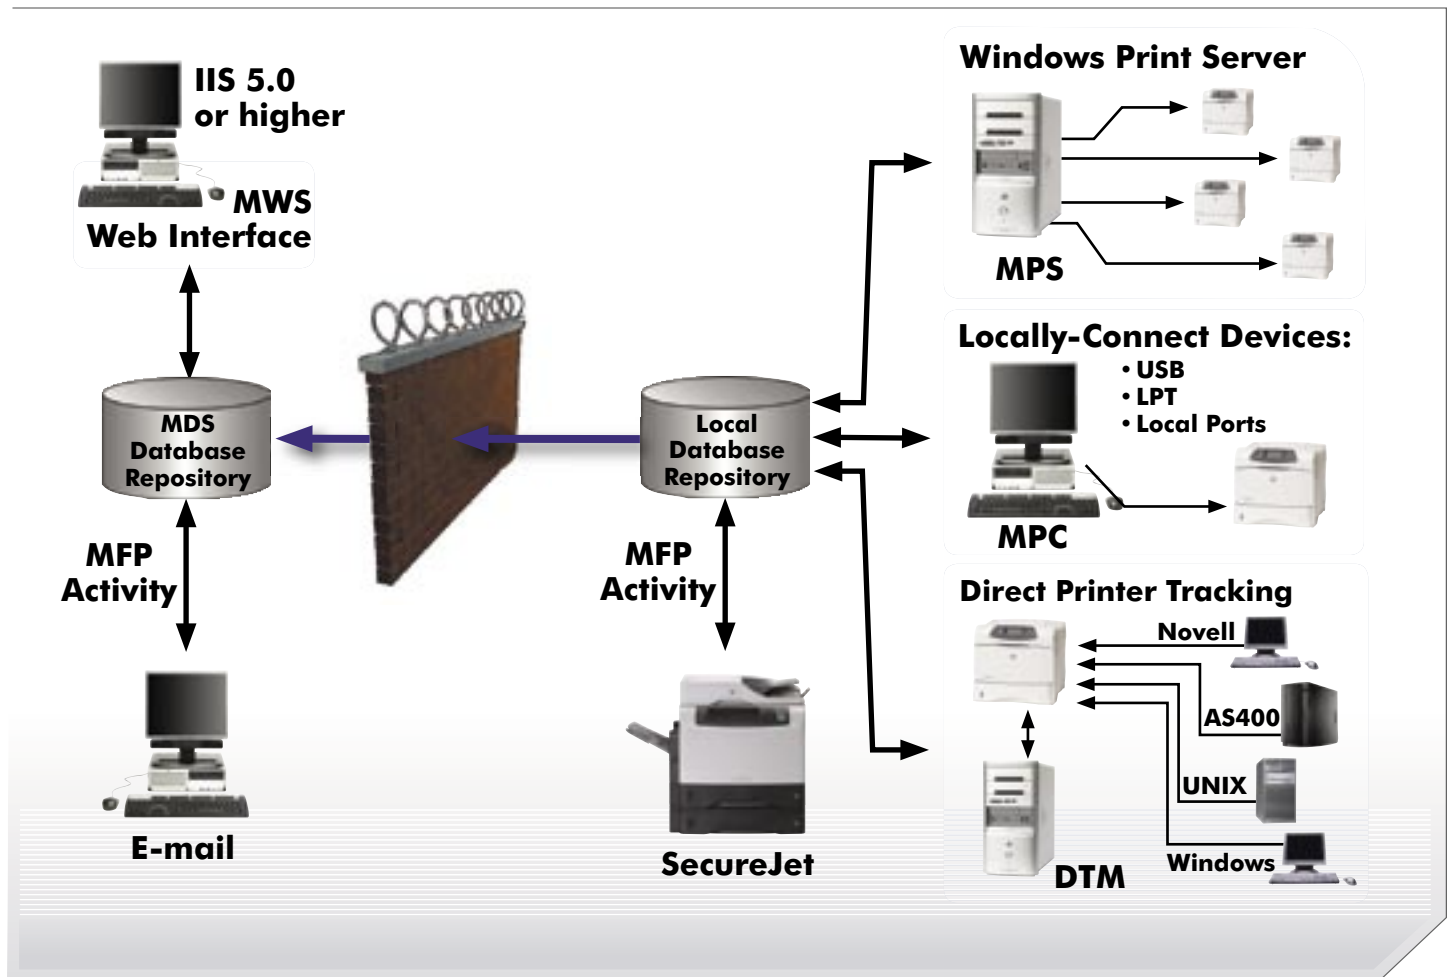 IIS 5.0
or higher
MWS
Web Interface
MDS
Database
Repository
MFP
Activity
E-mail
Local
Database
Repository
MFP
Activity
SecureJet
Windows Print Server
MPS
Locally-Connect Devices:
• USB
• LPT
• Local Ports
MPC
Direct Printer Tracking
Novell
AS400
UNIX
Windows
DTM